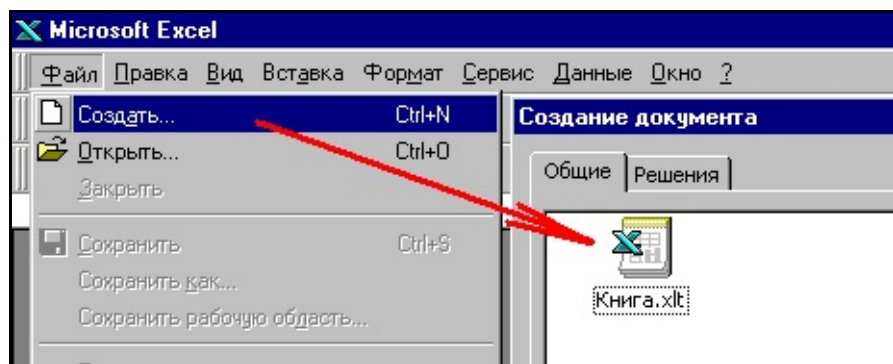 Microsoft Excel
Файл Правка Вид Вставка Формат Сервис Данные Окно ?
Создать... Ctrl+N
Открыть... Ctrl+O
Закрыть
Сохранить Ctrl+S
Сохранить как...
Сохранить рабочую область...
Создание документа
Общие Решения
Книга.xlt